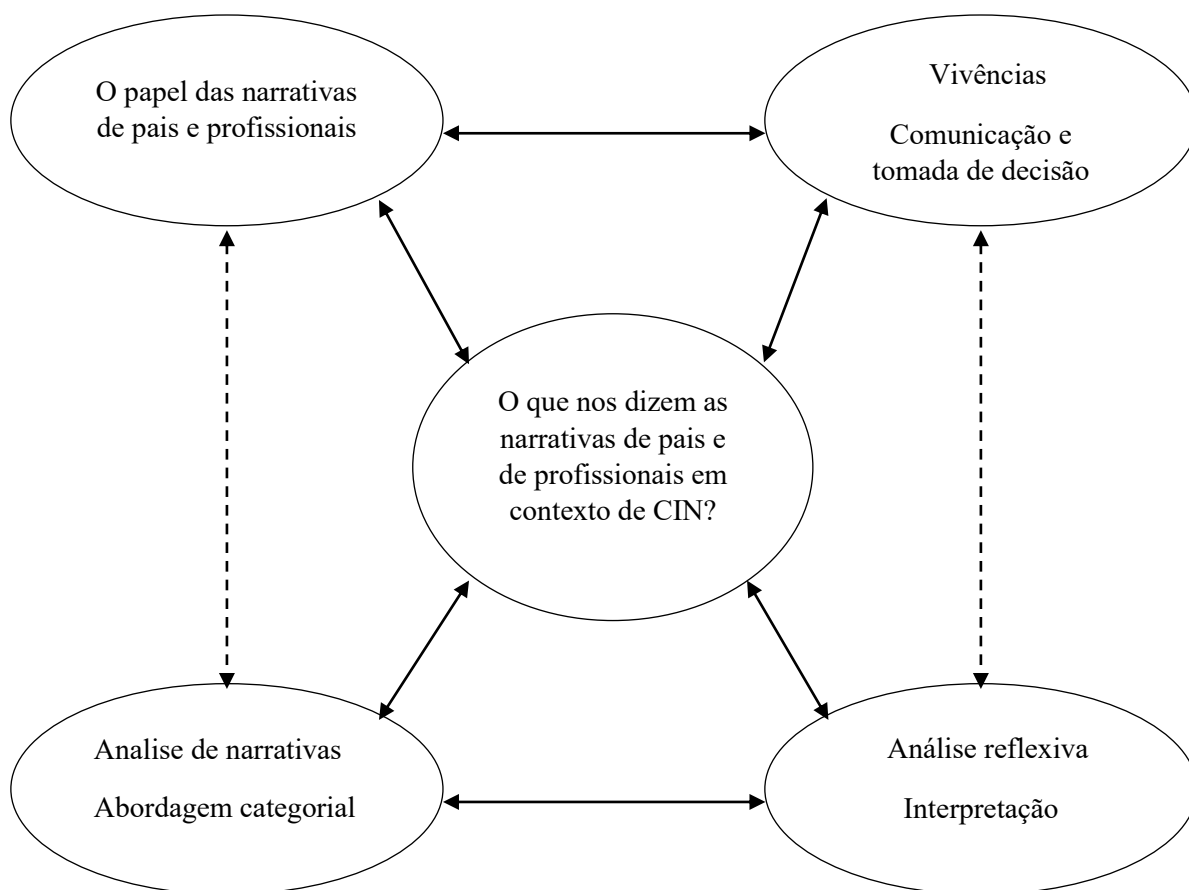 O papel das narrativas
de pais e profissionais
Vivências
Comunicação e
tomada de decisão
O que nos dizem as
narrativas de pais e
de profissionais em
contexto de CIN?
Analise de narrativas
Abordagem categorial
Análise reflexiva
Interpretação